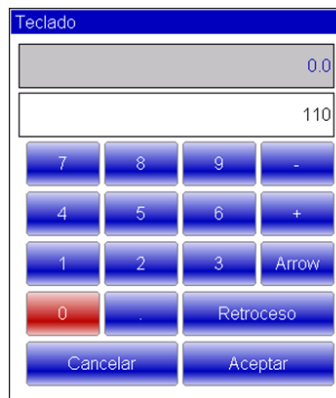 Teclado
0.0
110
7 8 9 -
4 5 6 +
1 2 3 Arrow
0 . Retroceso
Cancelar Aceptar